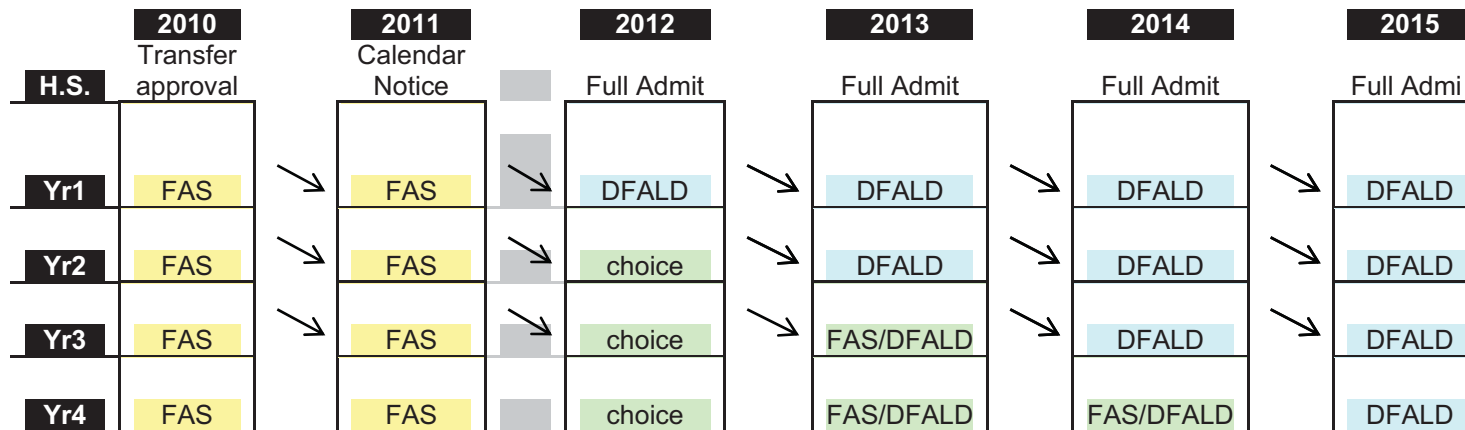 2010 2011 2012 2013 2014 2015
Transfer Calendar
H.S. approval Notice Full Admit Full Admit Full Admit Full Admi
Yr1 FAS FAS DFALD DFALD DFALD DFALD
Yr2 FAS FAS choice DFALD DFALD DFALD
Yr3 FAS FAS choice FAS/DFALD DFALD DFALD
Yr4 FAS FAS choice FAS/DFALD FAS/DFALD DFALD